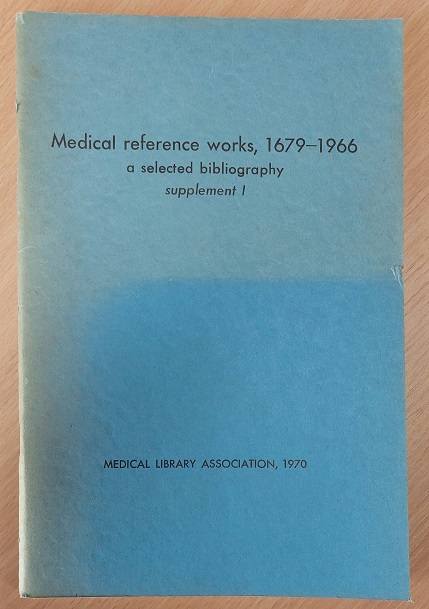 Medical reference works, 1679–1966
a selected bibliography
supplement I
MEDICAL LIBRARY ASSOCIATION, 1970